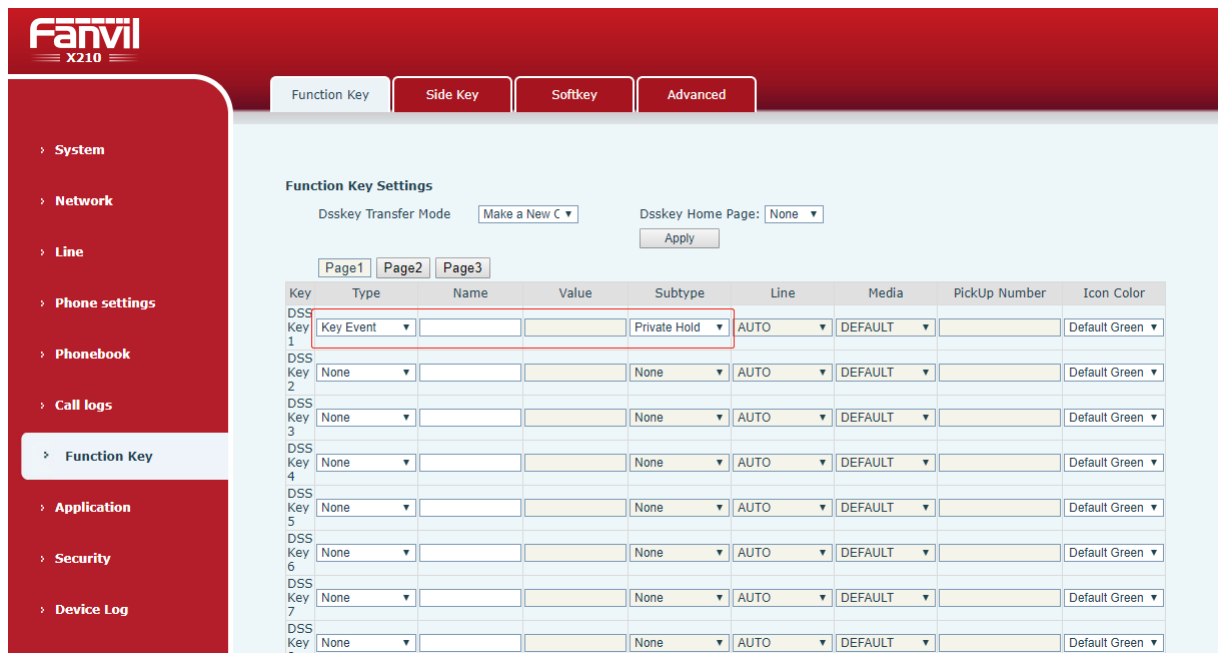 Fanvil
X210
Function Key Side Key Softkey Advanced
System
Network
Line
Phone settings
Phonebook
Call logs
Function Key
Application
Security
Device Log
Function Key Settings
Dsskey Transfer Mode Make a New C Dsskey Home Page: None
Apply
Page1 Page2 Page3
Key Type Name Value Subtype Line Media PickUp Number Icon Color
DSS Key 1 Key Event Private Hold AUTO DEFAULT Default Green
DSS Key 2 None None AUTO DEFAULT Default Green
DSS Key 3 None None AUTO DEFAULT Default Green
DSS Key 4 None None AUTO DEFAULT Default Green
DSS Key 5 None None AUTO DEFAULT Default Green
DSS Key 6 None None AUTO DEFAULT Default Green
DSS Key 7 None None AUTO DEFAULT Default Green
DSS Key None None AUTO DEFAULT Default Green